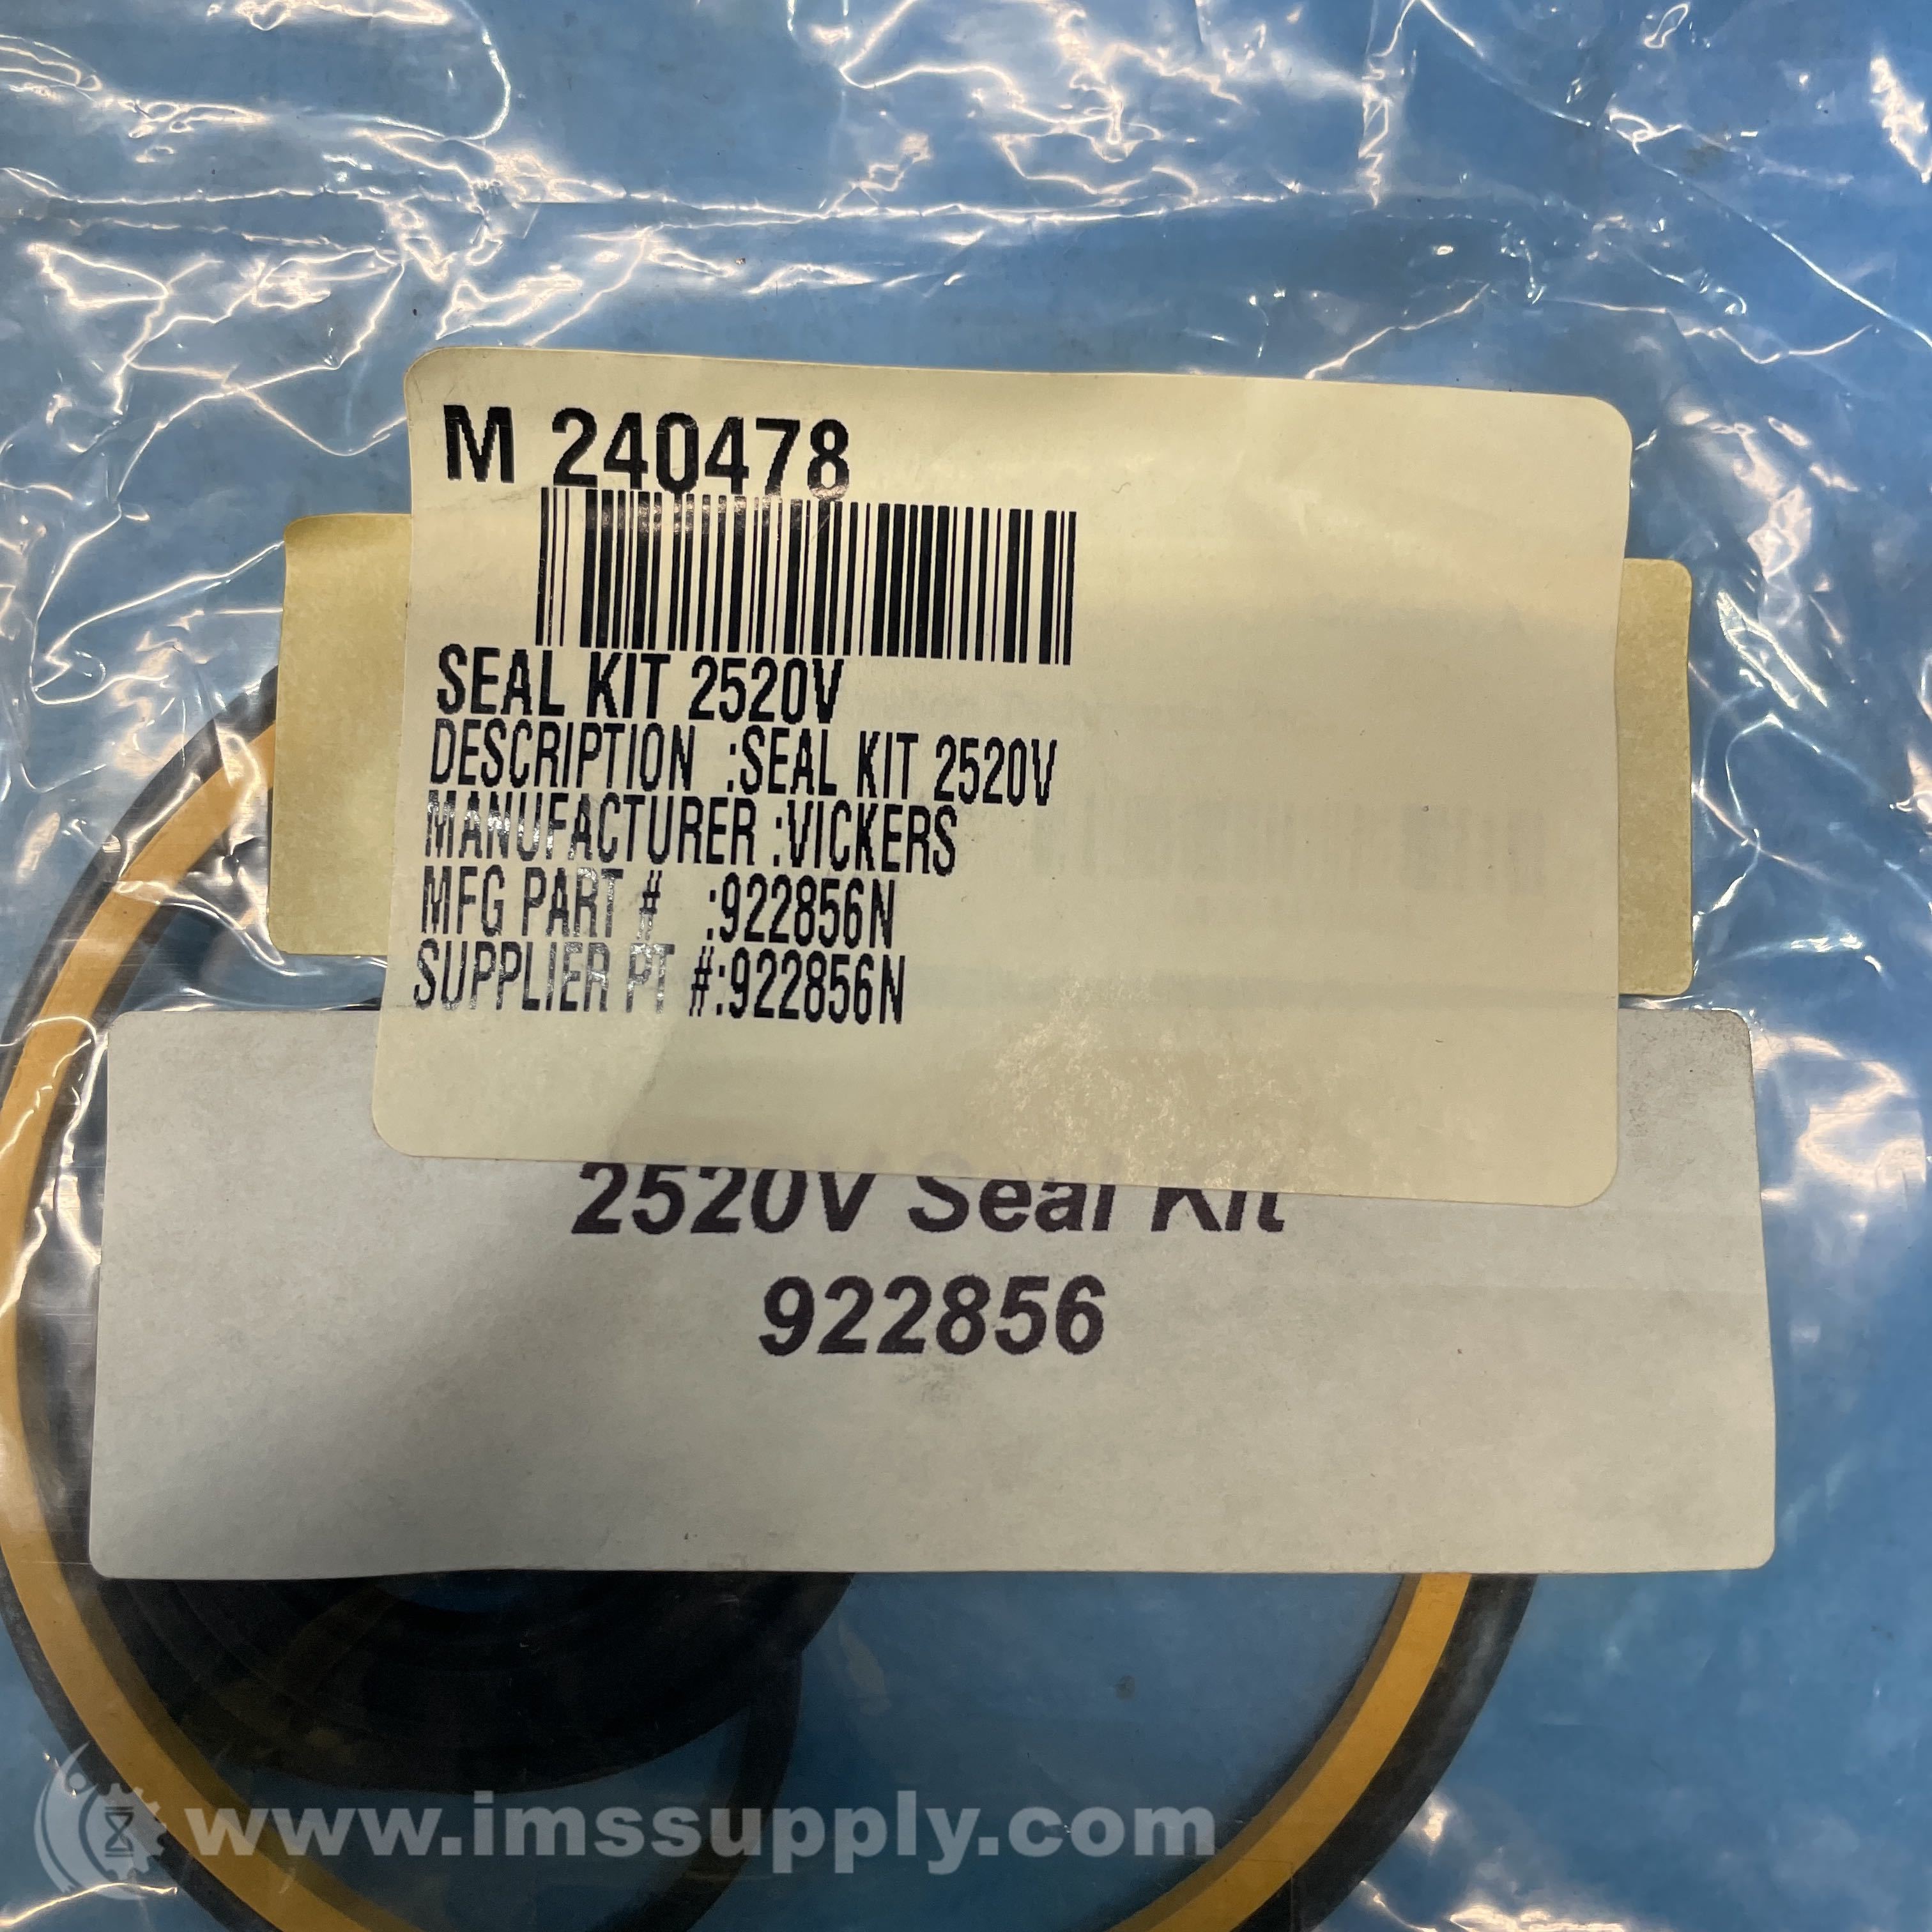 M 240478
SEAL KIT 2520V
DESCRIPTION :SEAL KIT 2520V
MANUFACTURER :VICKERS
MFG PART # :922856N
SUPPLIER PT #:922856N
2520V Seal Kit
922856
www.imssupply.com